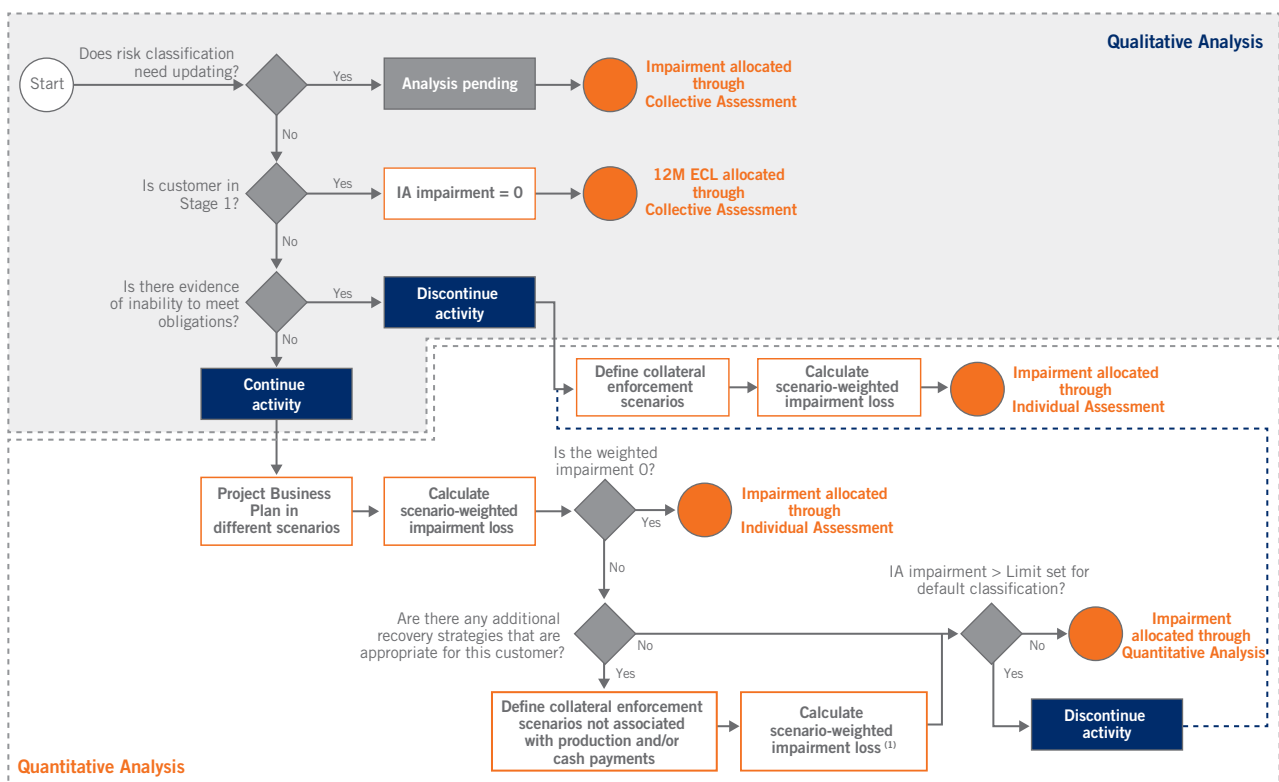 Qualitative Analysis
Does risk classification
need updating?
Start
Yes
Analysis pending
Impairment allocated
through
Collective Assessment
No
Is customer in
Stage 1?
Yes
IA impairment = 0
12M ECL allocated
through
Collective Assessment
No
Is there evidence
of inability to meet
obligations?
Yes
Discontinue
activity
No
Continue
activity
Define collateral
enforcement
scenarios
Calculate
scenario-weighted
impairment loss
Impairment allocated
through
Individual Assessment
Project Business
Plan in
different scenarios
Calculate
scenario-weighted
impairment loss
Is the weighted
impairment 0?
Yes
Impairment allocated
through
Individual Assessment
No
Are there any additional
recovery strategies that are
appropriate for this customer?
No
Yes
IA impairment > Limit set for
default classification?
No
Impairment
allocated through
Quantitative Analysis
Yes
Define collateral enforcement
scenarios not associated
with production and/or
cash payments
Calculate
scenario-weighted
impairment loss (1)
Discontinue
activity
Quantitative Analysis